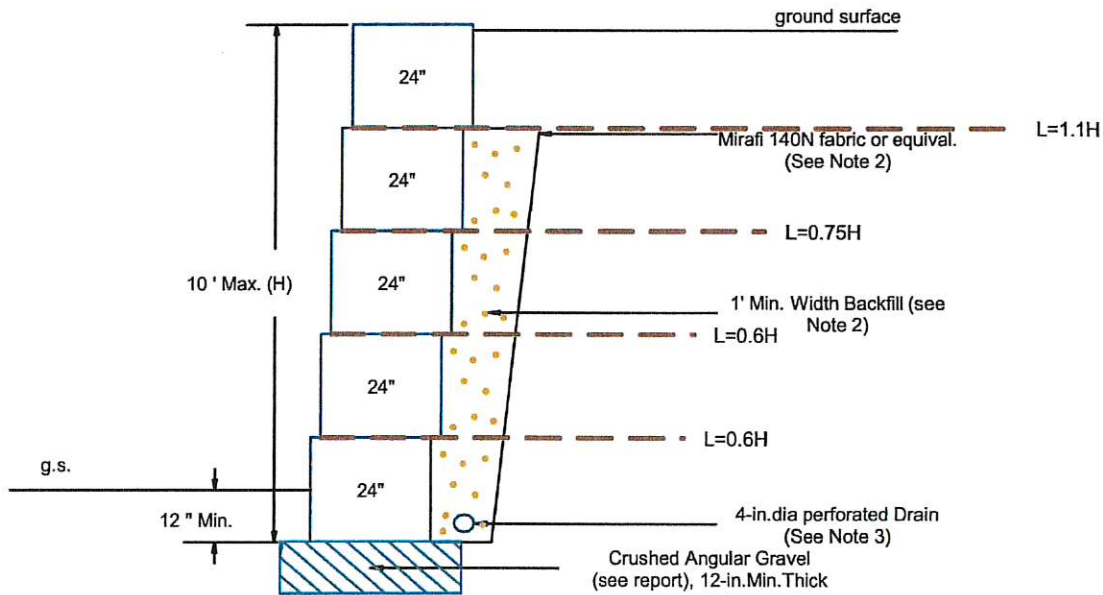 ground surface
24"
L=1.1H
Mirafi 140N fabric or equival.
(See Note 2)
24"
L=0.75H
10 ' Max. (H)
24"
1' Min. Width Backfill (see
Note 2)
L=0.6H
24"
L=0.6H
g.s.
24"
12 " Min.
4-in.dia perforated Drain
(See Note 3)
Crushed Angular Gravel
(see report), 12-in.Min.Thick